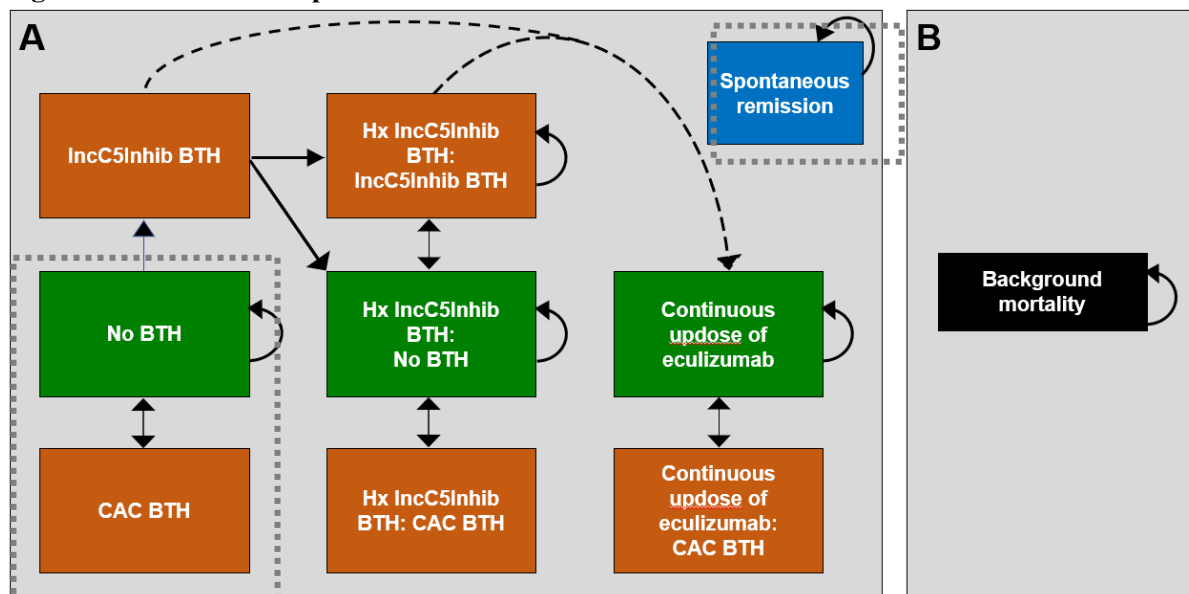 A
B
Spontaneous
remission
IncC5Inhib BTH
Hx IncC5Inhib
BTH:
IncC5Inhib BTH
No BTH
Hx IncC5Inhib
BTH:
No BTH
Continuous
updose of
eculizumab
Background
mortality
CAC BTH
Hx IncC5Inhib
BTH: CAC BTH
Continuous
updose of
eculizumab:
CAC BTH